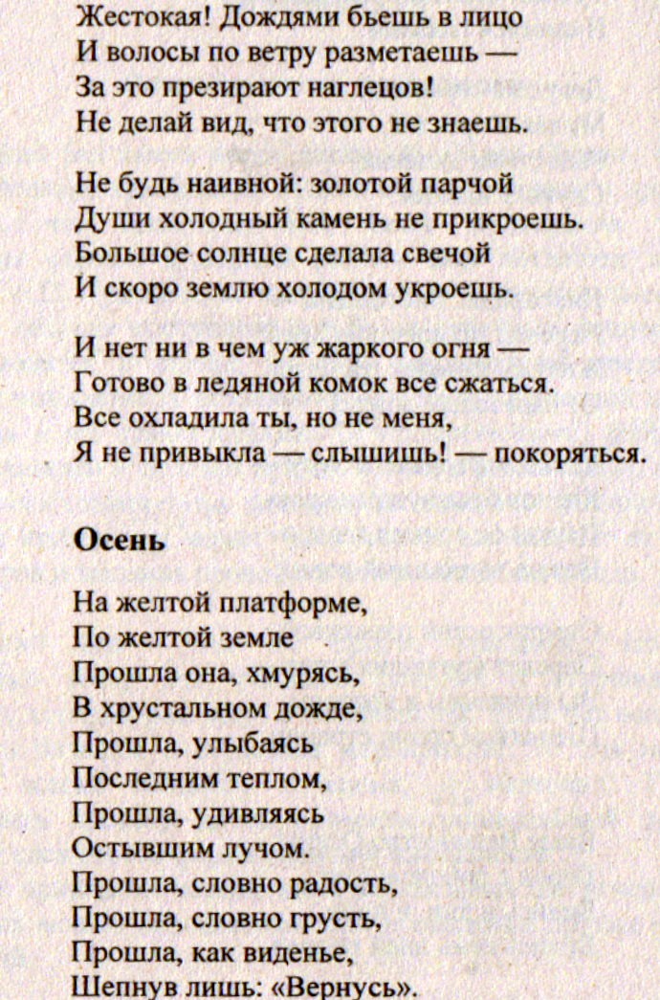 Жестокая! Дождями бьешь в лицо
И волосы по ветру разметаешь —
За это презирают наглецов!
Не делай вид, что этого не знаешь.
Не будь наивной: золотой парчой
Души холодный камень не прикроешь.
Большое солнце сделала свечой
И скоро землю холодом укроешь.
И нет ни в чем уж жаркого огня —
Готово в ледяной комок все сжаться.
Все охладила ты, но не меня,
Я не привыкла — слышишь! — покоряться.
Осень
На желтой платформе,
По желтой земле
Прошла она, хмурясь,
В хрустальном дожде,
Прошла, улыбаясь
Последним теплом,
Прошла, удивляясь
Остывшим лучом.
Прошла, словно радость,
Прошла, словно грусть,
Прошла, как виденье,
Шепнув лишь: «Вернусь».